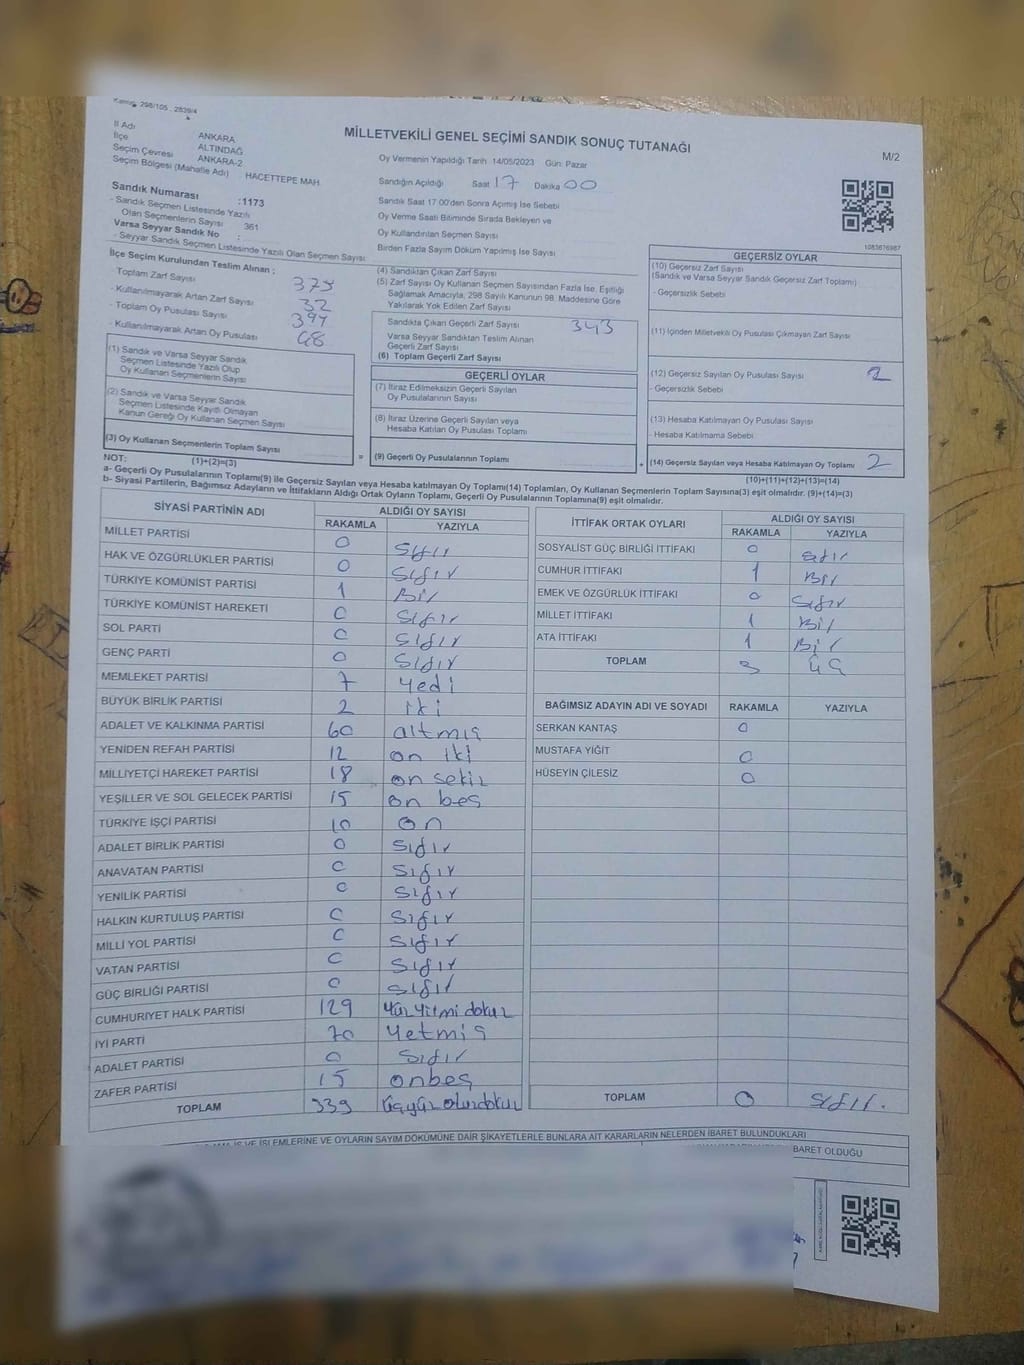 Kanun 298/105 2839/4
MİLLETVEKİLİ GENEL SEÇİMİ SANDIK SONUÇ TUTANAĞI
M/2
İl Adı ANKARA
İlçe ALTINDAĞ
Seçim Çevresi ANKARA-2
Seçim Bölgesi (Mahalle Adı) HACETTEPE MAH
Sandık Numarası :1173
- Sandık Seçmen Listesinde Yazılı
Olan Seçmenlerin Sayısı 361
Varsa Seyyar Sandık No :
- Seyyar Sandık Seçmen Listesinde Yazılı Olan Seçmen Sayısı
Oy Vermenin Yapıldığı Tarih 14/05/2023 Gün: Pazar
Sandığın Açıldığı Saat 17 Dakika 00
Sandık Saat 17.00'den Sonra Açılmış İse Sebebi
Oy Verme Saati Bitiminde Sırada Bekleyen ve
Oy Kullandırılan Seçmen Sayısı
Birden Fazla Sayım Döküm Yapılmış İse Sayısı
1083676987
İlçe Seçim Kurulundan Teslim Alınan ;
- Toplam Zarf Sayısı 375
- Kullanılmayarak Artan Zarf Sayısı 32
- Toplam Oy Pusulası Sayısı
- Kullanılmayarak Artan Oy Pusulası
(1) Sandık ve Varsa Seyyar Sandık
Seçmen Listesinde Yazılı Olup
Oy Kullanan Seçmenlerin Sayısı
(2) Sandık ve Varsa Seyyar Sandık
Seçmen Listesinde Kayıtlı Olmayan
Kanun Gereği Oy Kullanan Seçmen Sayısı
(3) Oy Kullanan Seçmenlerin Toplam Sayısı
(1)+(2)=(3)
(4) Sandıktan Çıkan Zarf Sayısı
(5) Zarf Sayısı Oy Kullanan Seçmen Sayısından Fazla İse, Eşitliği
Sağlamak Amacıyla, 298 Sayılı Kanunun 98. Maddesine Göre
Yakılarak Yok Edilen Zarf Sayısı
Sandıkta Çıkan Geçerli Zarf Sayısı 343
Varsa Seyyar Sandıktan Teslim Alınan
Geçerli Zarf Sayısı
(6) Toplam Geçerli Zarf Sayısı
GEÇERLİ OYLAR
(7) İtiraz Edilmeksizin Geçerli Sayılan
Oy Pusulalarının Sayısı
(8) İtiraz Üzerine Geçerli Sayılan veya
Hesaba Katılan Oy Pusulası Toplamı
= (9) Geçerli Oy Pusulalarının Toplamı +
GEÇERSİZ OYLAR
(10) Geçersiz Zarf Sayısı
(Sandık ve Varsa Seyyar Sandık Geçersiz Zarf Toplamı)
- Geçersizlik Sebebi
(11) İçinden Milletvekili Oy Pusulası Çıkmayan Zarf Sayısı
(12) Geçersiz Sayılan Oy Pusulası Sayısı 2
- Geçersizlik Sebebi
(13) Hesaba Katılmayan Oy Pusulası Sayısı
- Hesaba Katılmama Sebebi
(14) Geçersiz Sayılan veya Hesaba Katılmayan Oy Toplamı 2
(10)+(11)+(12)+(13)=(14)
NOT:
a- Geçerli Oy Pusulalarının Toplamı(9) ile Geçersiz Sayılan veya Hesaba Katılmayan Oy Toplamı(14) Toplamları, Oy Kullanan Seçmenlerin Toplam Sayısına(3) eşit olmalıdır. (9)+(14)=(3)
b- Siyasi Partilerin, Bağımsız Adayların ve İttifakların Aldığı Ortak Oyların Toplamı, Geçerli Oy Pusulalarının Toplamına(9) eşit olmalıdır.
SİYASİ PARTİNİN ADI ALDIĞI OY SAYISI
RAKAMLA YAZIYLA
MİLLET PARTİSİ 0 sıfır
HAK VE ÖZGÜRLÜKLER PARTİSİ 0 sıfır
TÜRKİYE KOMÜNİST PARTİSİ 1 Bir
TÜRKİYE KOMÜNİST HAREKETİ 0 sıfır
SOL PARTİ 0 sıfır
GENÇ PARTİ 0 sıfır
MEMLEKET PARTİSİ 7 yedi
BÜYÜK BİRLİK PARTİSİ 2 iki
ADALET VE KALKINMA PARTİSİ 60 altmış
YENİDEN REFAH PARTİSİ 12 on iki
MİLLİYETÇİ HAREKET PARTİSİ 18 on sekiz
YEŞİLLER VE SOL GELECEK PARTİSİ 15 on beş
TÜRKİYE İŞÇİ PARTİSİ 10 on
ADALET BİRLİK PARTİSİ 0 sıfır
ANAVATAN PARTİSİ 0 sıfır
YENİLİK PARTİSİ 0 sıfır
HALKIN KURTULUŞ PARTİSİ 0 sıfır
MİLLİ YOL PARTİSİ 0 sıfır
VATAN PARTİSİ 0 sıfır
GÜÇ BİRLİĞİ PARTİSİ 0 sıfır
CUMHURİYET HALK PARTİSİ 129 yüz yirmi dokuz
İYİ PARTİ 70 yetmiş
ADALET PARTİSİ 0 sıfır
ZAFER PARTİSİ 15 onbeş
TOPLAM 339 üçyüz otuzdokuz
İTTİFAK ORTAK OYLARI ALDIĞI OY SAYISI
RAKAMLA YAZIYLA
SOSYALİST GÜÇ BİRLİĞİ İTTİFAKI 0 sıfır
CUMHUR İTTİFAKI 1 Bir
EMEK VE ÖZGÜRLÜK İTTİFAKI 0 sıfır
MİLLET İTTİFAKI 1 Bir
ATA İTTİFAKI 1 Bir
TOPLAM 3 üç
BAĞIMSIZ ADAYIN ADI VE SOYADI RAKAMLA YAZIYLA
SERKAN KANTAŞ 0
MUSTAFA YİĞİT 0
HÜSEYİN ÇİLESİZ 0
TOPLAM 0 sıfır.
İŞ VE İŞLEMLERİNE VE OYLARIN SAYIM DÖKÜMÜNE DAİR ŞİKAYETLERLE BUNLARA AİT KARARLARIN NELERDEN İBARET BULUNDUKLARI
BARET OLDUĞU